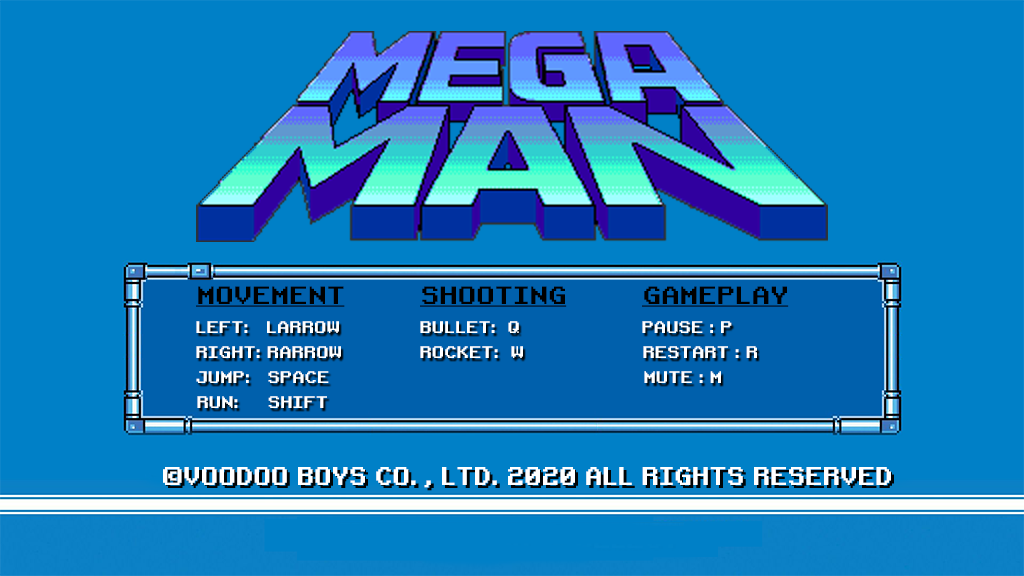 MEGA
MAN
MOVEMENT SHOOTING GAMEPLAY
LEFT: LARROW BULLET: Q PAUSE : P
RIGHT: RARROW ROCKET: W RESTART : R
JUMP: SPACE MUTE : M
RUN: SHIFT
©VOODOO BOYS CO., LTD. 2020 ALL RIGHTS RESERVED